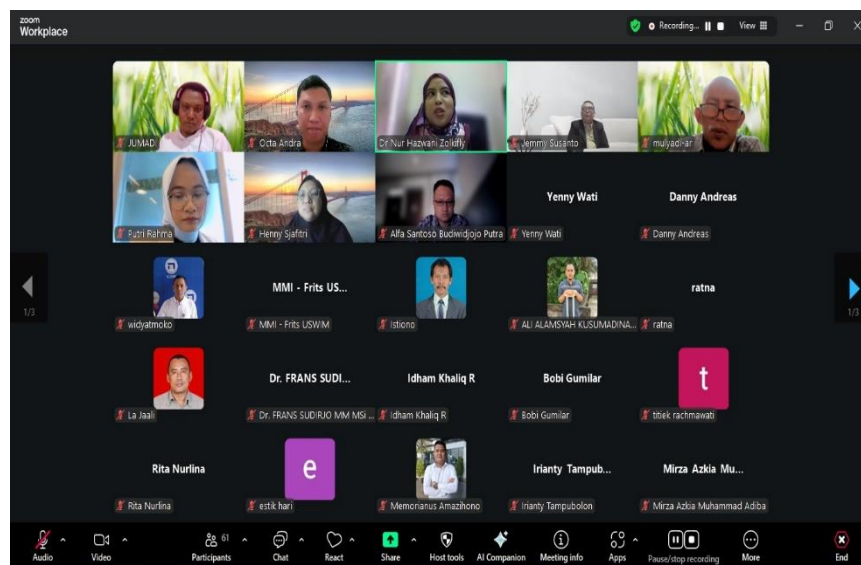 zoom
Workplace
Recording...
View
JUMADI
Octa Andra
Dr Nur Hazwani Zolkifly
Jemmy Susanto
mulyadi-ar
Putri Rahma
Henny Sjafitri
Alfa Santoso Budiwidjojo Putra
Yenny Wati
Yenny Wati
Danny Andreas
Danny Andreas
1/3
1/3
widyatmoko
MMI - Frits US...
MMI - Frits USWIM
Istiono
ALI ALAMSYAH KUSUMADINA...
ratna
ratna
La Jaali
Dr. FRANS SUDI...
Dr. FRANS SUDIRJO MM MSi ...
Idham Khaliq R
Idham Khaliq R
Bobi Gumilar
Bobi Gumilar
t
titiek rachmawati
Rita Nurlina
Rita Nurlina
e
estik hari
Memorianus Amazihono
Irianty Tampub...
Irianty Tampubolon
Mirza Azkia Mu...
Mirza Azkia Muhammad Adiba
Audio
Video
61
Participants
Chat
React
Share
Host tools
AI Companion
Meeting info
Apps
Pause/stop recording
More
End